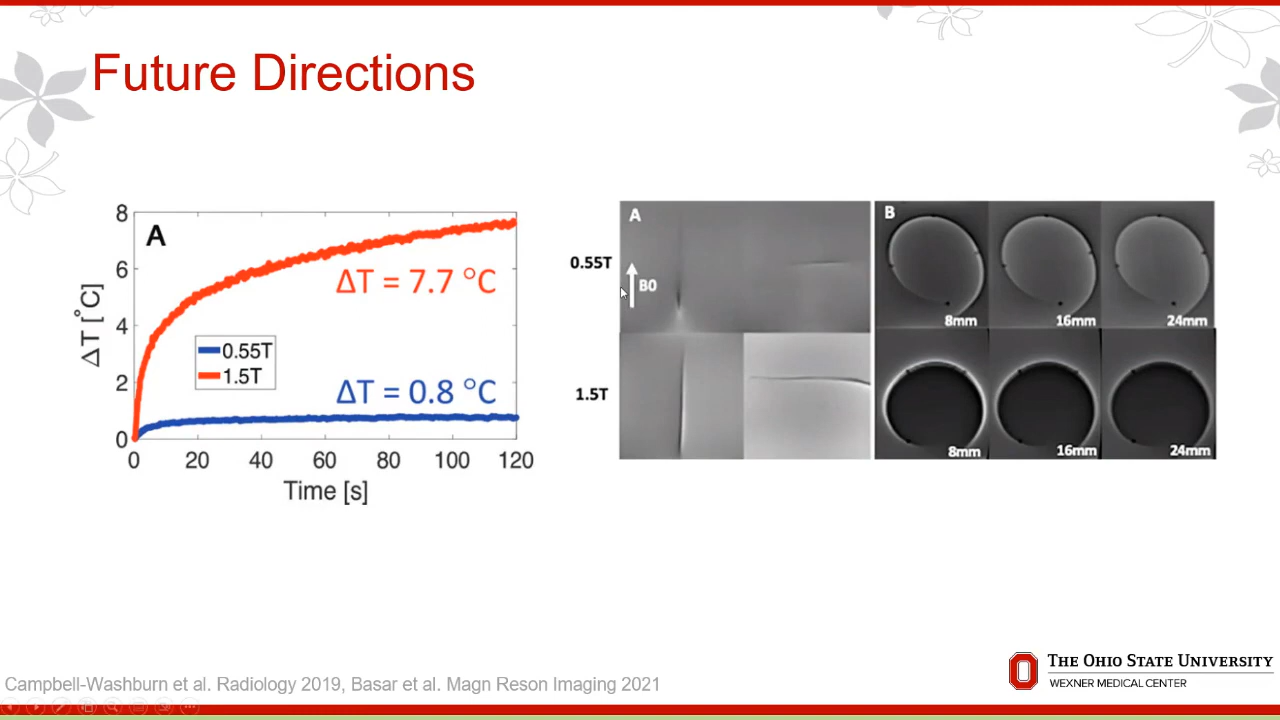 Future Directions
A
8
6
4
2
0
ΔT [°C]
ΔT = 7.7 °C
0.55T
1.5T
ΔT = 0.8 °C
0 20 40 60 80 100 120
Time [s]
A
0.55T
B0
1.5T
B
8mm 16mm 24mm
8mm 16mm 24mm
Campbell-Washburn et al. Radiology 2019, Basar et al. Magn Reson Imaging 2021
THE OHIO STATE UNIVERSITY
WEXNER MEDICAL CENTER